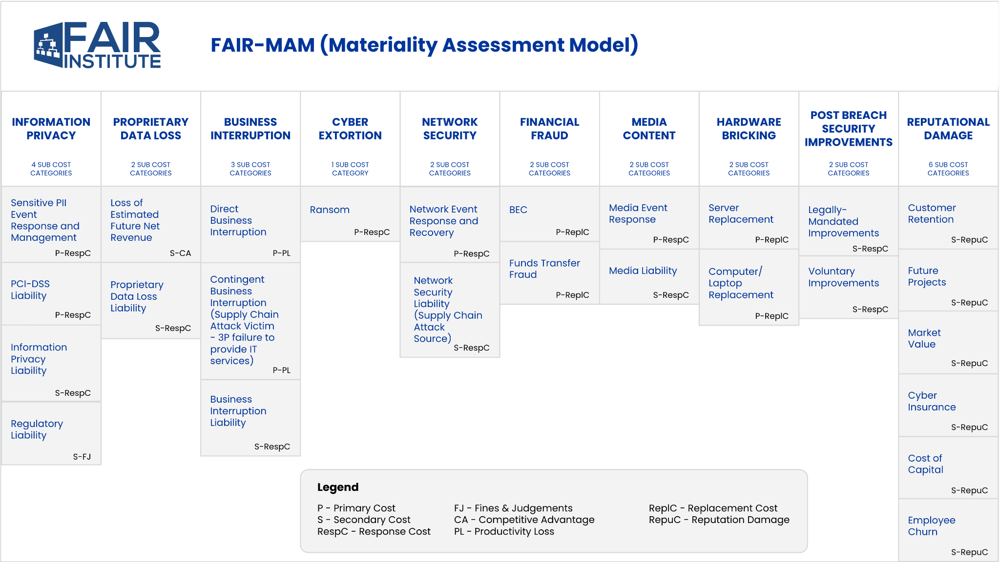 FAIR
INSTITUTE
FAIR-MAM (Materiality Assessment Model)
INFORMATION
PRIVACY
4 SUB COST
CATEGORIES
Sensitive PII
Event
Response and
Management
P-RespC
PCI-DSS
Liability
P-RespC
Information
Privacy
Liability
S-RespC
Regulatory
Liability
S-FJ
PROPRIETARY
DATA LOSS
2 SUB COST
CATEGORIES
Loss of
Estimated
Future Net
Revenue
S-CA
Proprietary
Data Loss
Liability
S-RespC
BUSINESS
INTERRUPTION
3 SUB COST
CATEGORIES
Direct
Business
Interruption
P-PL
Contingent
Business
Interruption
(Supply Chain
Attack Victim
- 3P failure to
provide IT
services)
P-PL
Business
Interruption
Liability
S-RespC
CYBER
EXTORTION
1 SUB COST
CATEGORY
Ransom
P-RespC
NETWORK
SECURITY
2 SUB COST
CATEGORIES
Network Event
Response and
Recovery
P-RespC
Network
Security
Liability
(Supply Chain
Attack
Source)
S-RespC
FINANCIAL
FRAUD
2 SUB COST
CATEGORIES
BEC
P-ReplC
Funds Transfer
Fraud
P-ReplC
MEDIA
CONTENT
2 SUB COST
CATEGORIES
Media Event
Response
P-RespC
Media Liability
S-RespC
HARDWARE
BRICKING
2 SUB COST
CATEGORIES
Server
Replacement
P-ReplC
Computer/
Laptop
Replacement
P-ReplC
POST BREACH
SECURITY
IMPROVEMENTS
2 SUB COST
CATEGORIES
Legally-
Mandated
Improvements
S-RespC
Voluntary
Improvements
S-RespC
REPUTATIONAL
DAMAGE
6 SUB COST
CATEGORIES
Customer
Retention
S-RepuC
Future
Projects
S-RepuC
Market
Value
S-RepuC
Cyber
Insurance
S-RepuC
Cost of
Capital
S-RepuC
Employee
Churn
S-RepuC
Legend
P - Primary Cost
S - Secondary Cost
RespC - Response Cost
FJ - Fines & Judgements
CA - Competitive Advantage
PL - Productivity Loss
ReplC - Replacement Cost
RepuC - Reputation Damage